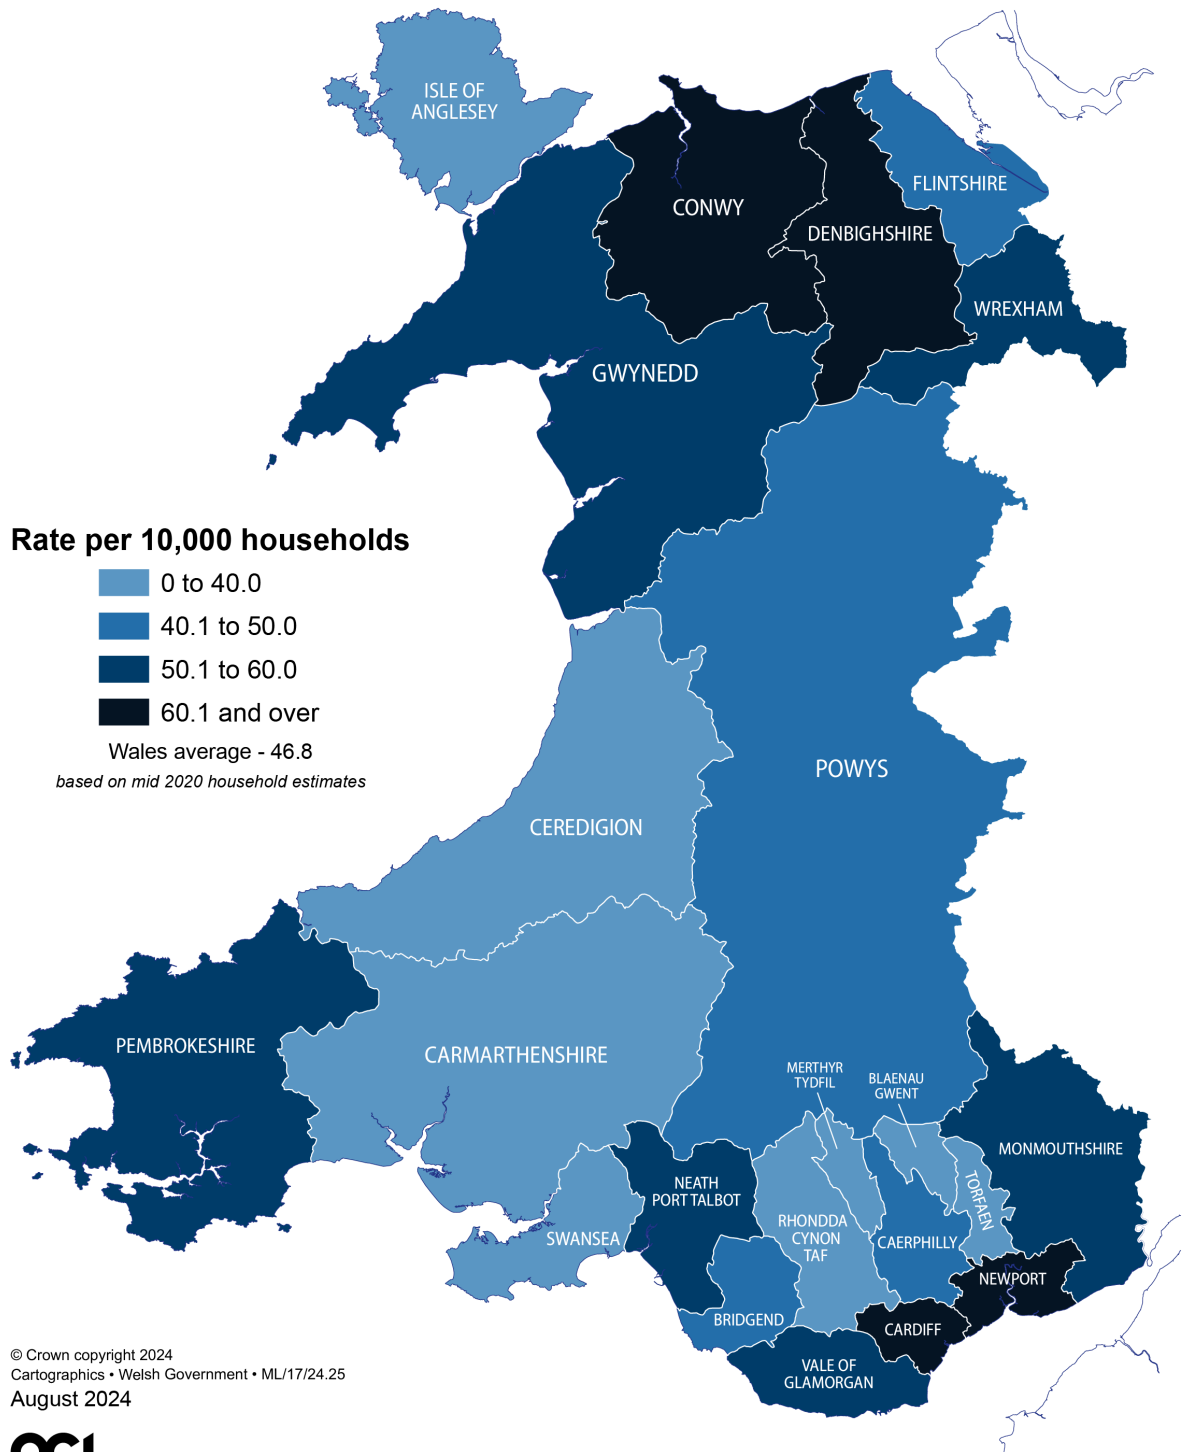 ISLE OF
ANGLESEY
FLINTSHIRE
CONWY
DENBIGHSHIRE
WREXHAM
GWYNEDD
Rate per 10,000 households
0 to 40.0
40.1 to 50.0
50.1 to 60.0
60.1 and over
Wales average - 46.8
based on mid 2020 household estimates
POWYS
CEREDIGION
PEMBROKESHIRE
CARMARTHENSHIRE
MERTHYR
TYDFIL
BLAENAU
GWENT
MONMOUTHSHIRE
NEATH
PORT TALBOT
TORFAEN
RHONDDA
CYNON
TAF
SWANSEA
CAERPHILLY
NEWPORT
BRIDGEND
CARDIFF
VALE OF
GLAMORGAN
© Crown copyright 2024
Cartographics • Welsh Government • ML/17/24.25
August 2024